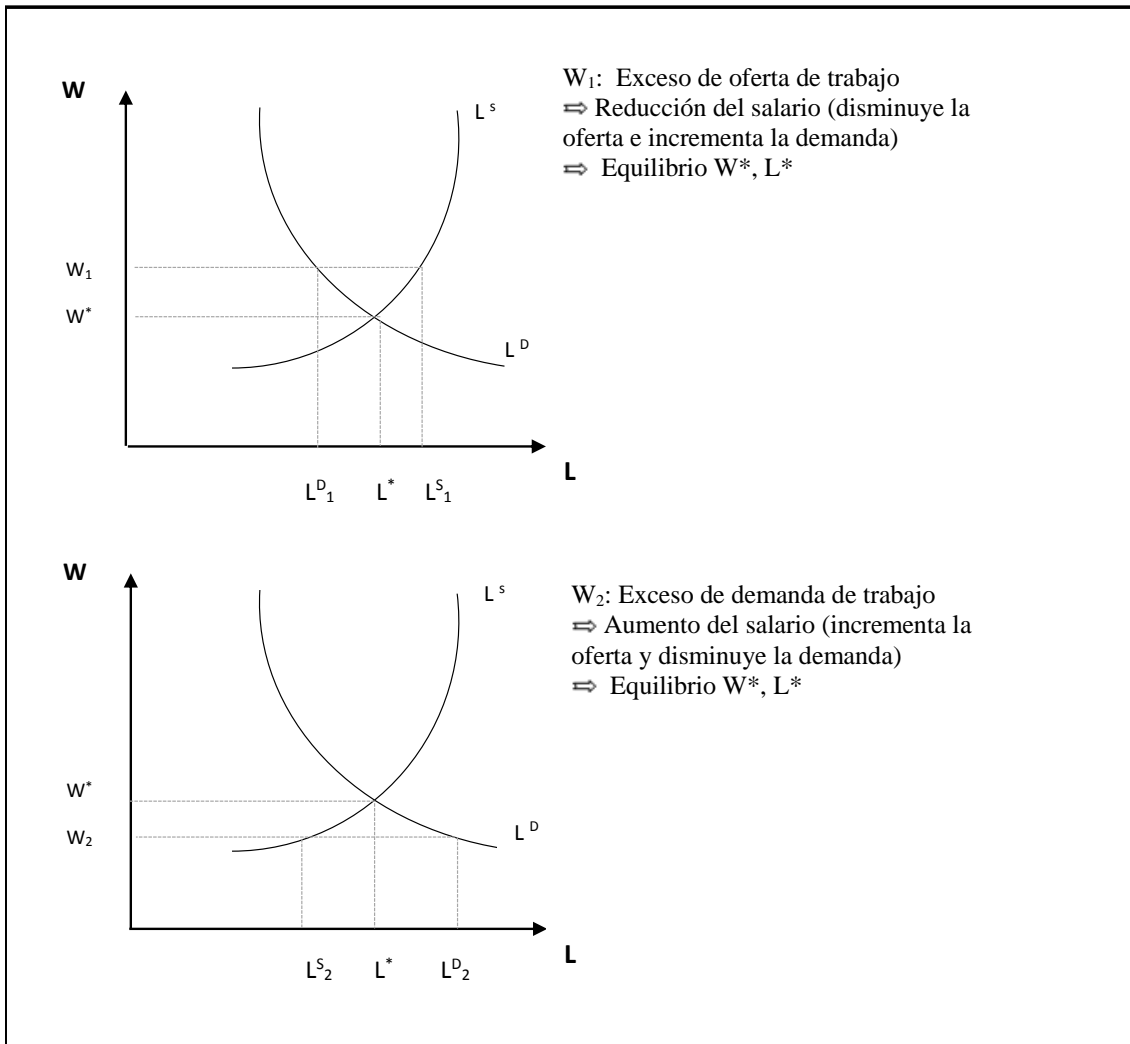 W
L ˢ
W₁
W*
L ᴰ
L
Lᴰ₁ L* Lˢ₁
W₁: Exceso de oferta de trabajo
⇨ Reducción del salario (disminuye la
oferta e incrementa la demanda)
⇨ Equilibrio W*, L*
W
L ˢ
W*
W₂
L ᴰ
L
Lˢ₂ L* Lᴰ₂
W₂: Exceso de demanda de trabajo
⇨ Aumento del salario (incrementa la
oferta y disminuye la demanda)
⇨ Equilibrio W*, L*